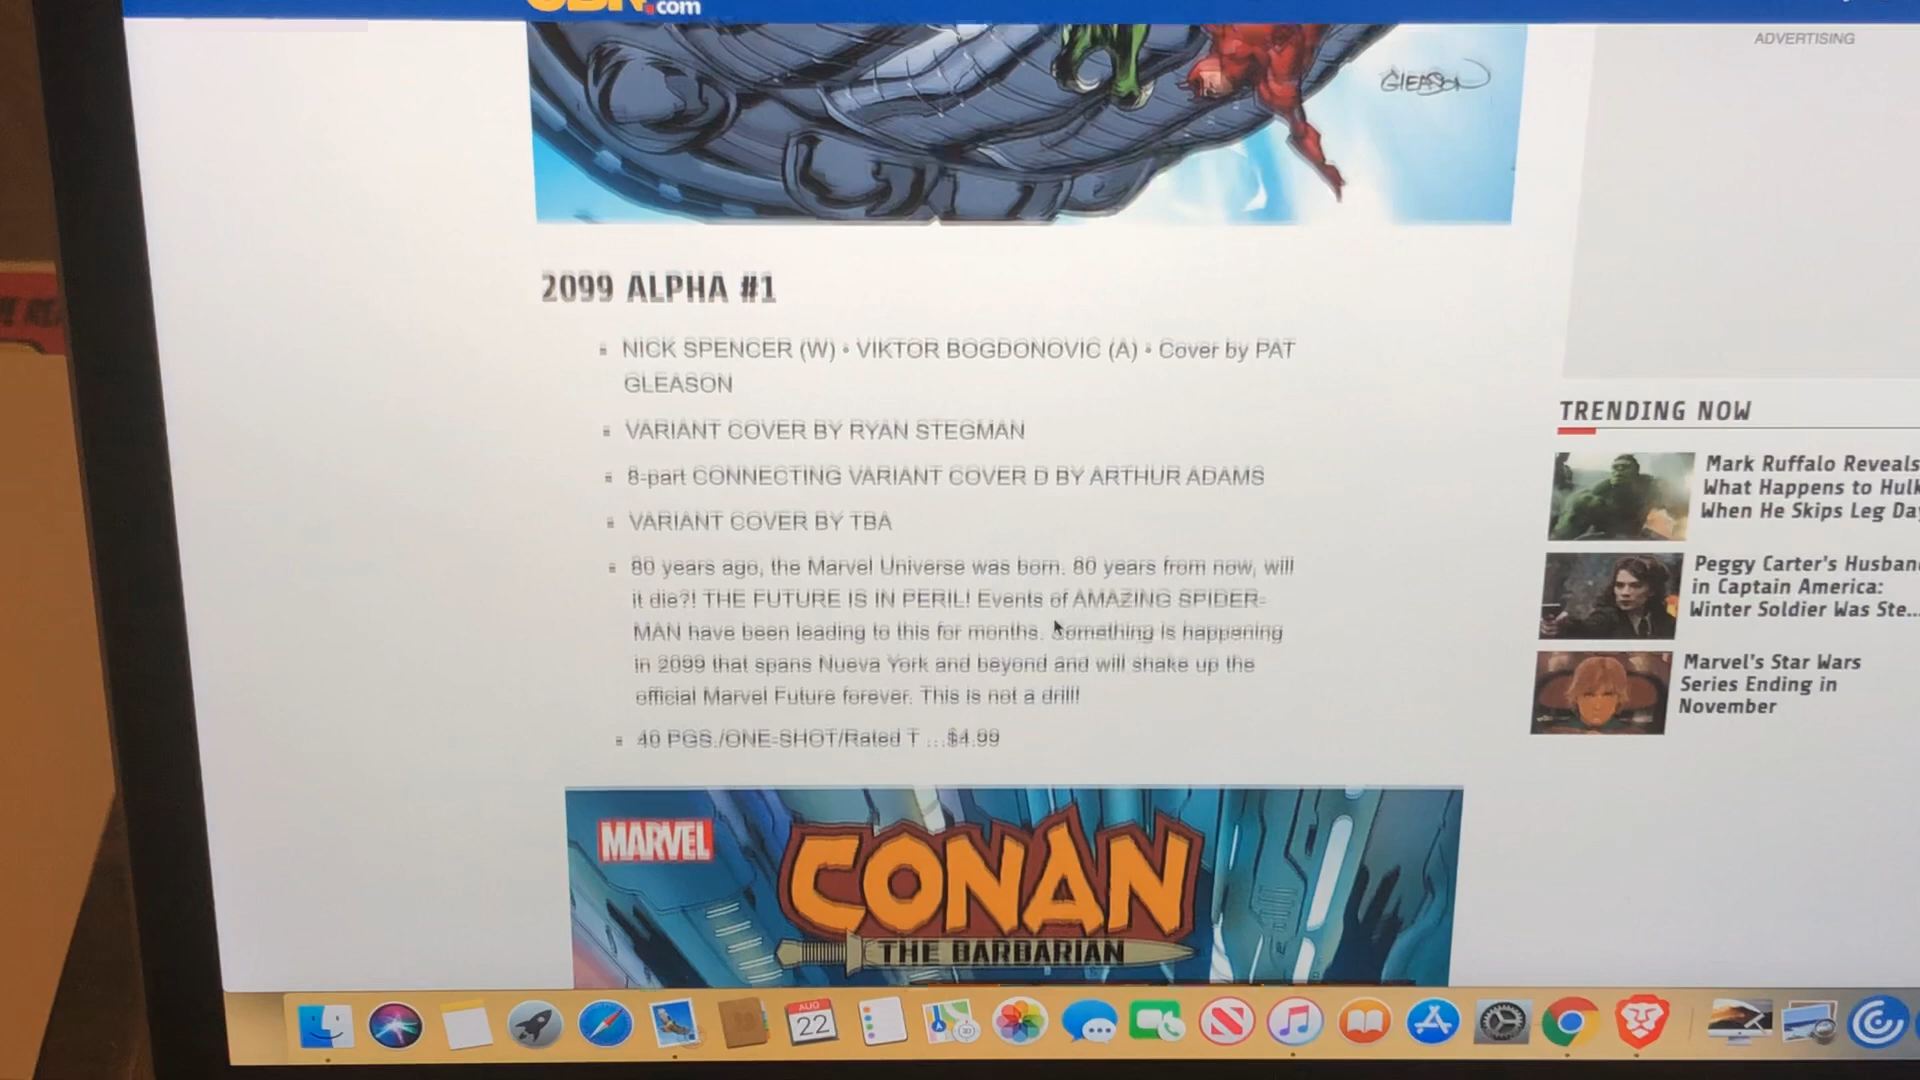 CBR.com
ADVERTISING
GLEASON
2099 ALPHA #1
NICK SPENCER (W) • VIKTOR BOGDONOVIC (A) • Cover by PAT
GLEASON
VARIANT COVER BY RYAN STEGMAN
8-part CONNECTING VARIANT COVER D BY ARTHUR ADAMS
VARIANT COVER BY TBA
80 years ago, the Marvel Universe was born. 80 years from now, will
it die?! THE FUTURE IS IN PERIL! Events of AMAZING SPIDER-
MAN have been leading to this for months. Something is happening
in 2099 that spans Nueva York and beyond and will shake up the
official Marvel Future forever. This is not a drill!
40 PGS./ONE-SHOT/Rated T ...$4.99
TRENDING NOW
Mark Ruffalo Reveals
What Happens to Hulk
When He Skips Leg Da
Peggy Carter's Husban
in Captain America:
Winter Soldier Was Ste...
Marvel's Star Wars
Series Ending in
November
MARVEL
CONAN
THE BARBARIAN
AUG
22
3D